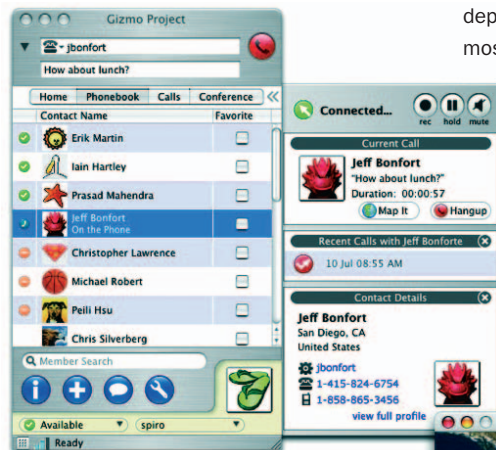 dep
mos
Gizmo Project
jbonfort
How about lunch?
Home Phonebook Calls Conference
Contact Name Favorite
Erik Martin
Iain Hartley
Prasad Mahendra
Jeff Bonfort
On the Phone
Christopher Lawrence
Michael Robert
Peili Hsu
Chris Silverberg
Member Search
Available spiro
Ready
Connected...
rec hold mute
Current Call
Jeff Bonfort
"How about lunch?"
Duration: 00:00:57
Map It Hangup
Recent Calls with Jeff Bonforte
10 Jul 08:55 AM
Contact Details
Jeff Bonfort
San Diego, CA
United States
jbonfort
1-415-824-6754
1-858-865-3456
view full profile